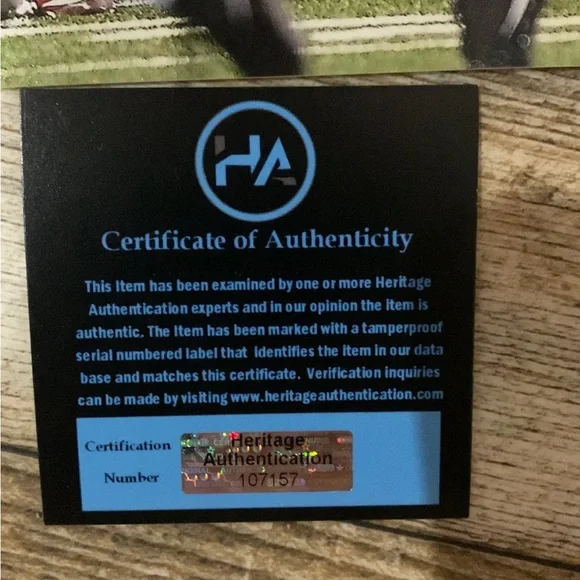 HA
Certificate of Authenticity
This Item has been examined by one or more Heritage
Authentication experts and in our opinion the Item is
authentic. The Item has been marked with a tamperproof
serial numbered label that identifies the item in our data
base and matches this certificate. Verification inquiries
can be made by visiting www.heritageauthentication.com
Certification
Number
Heritage
Authentication
107157